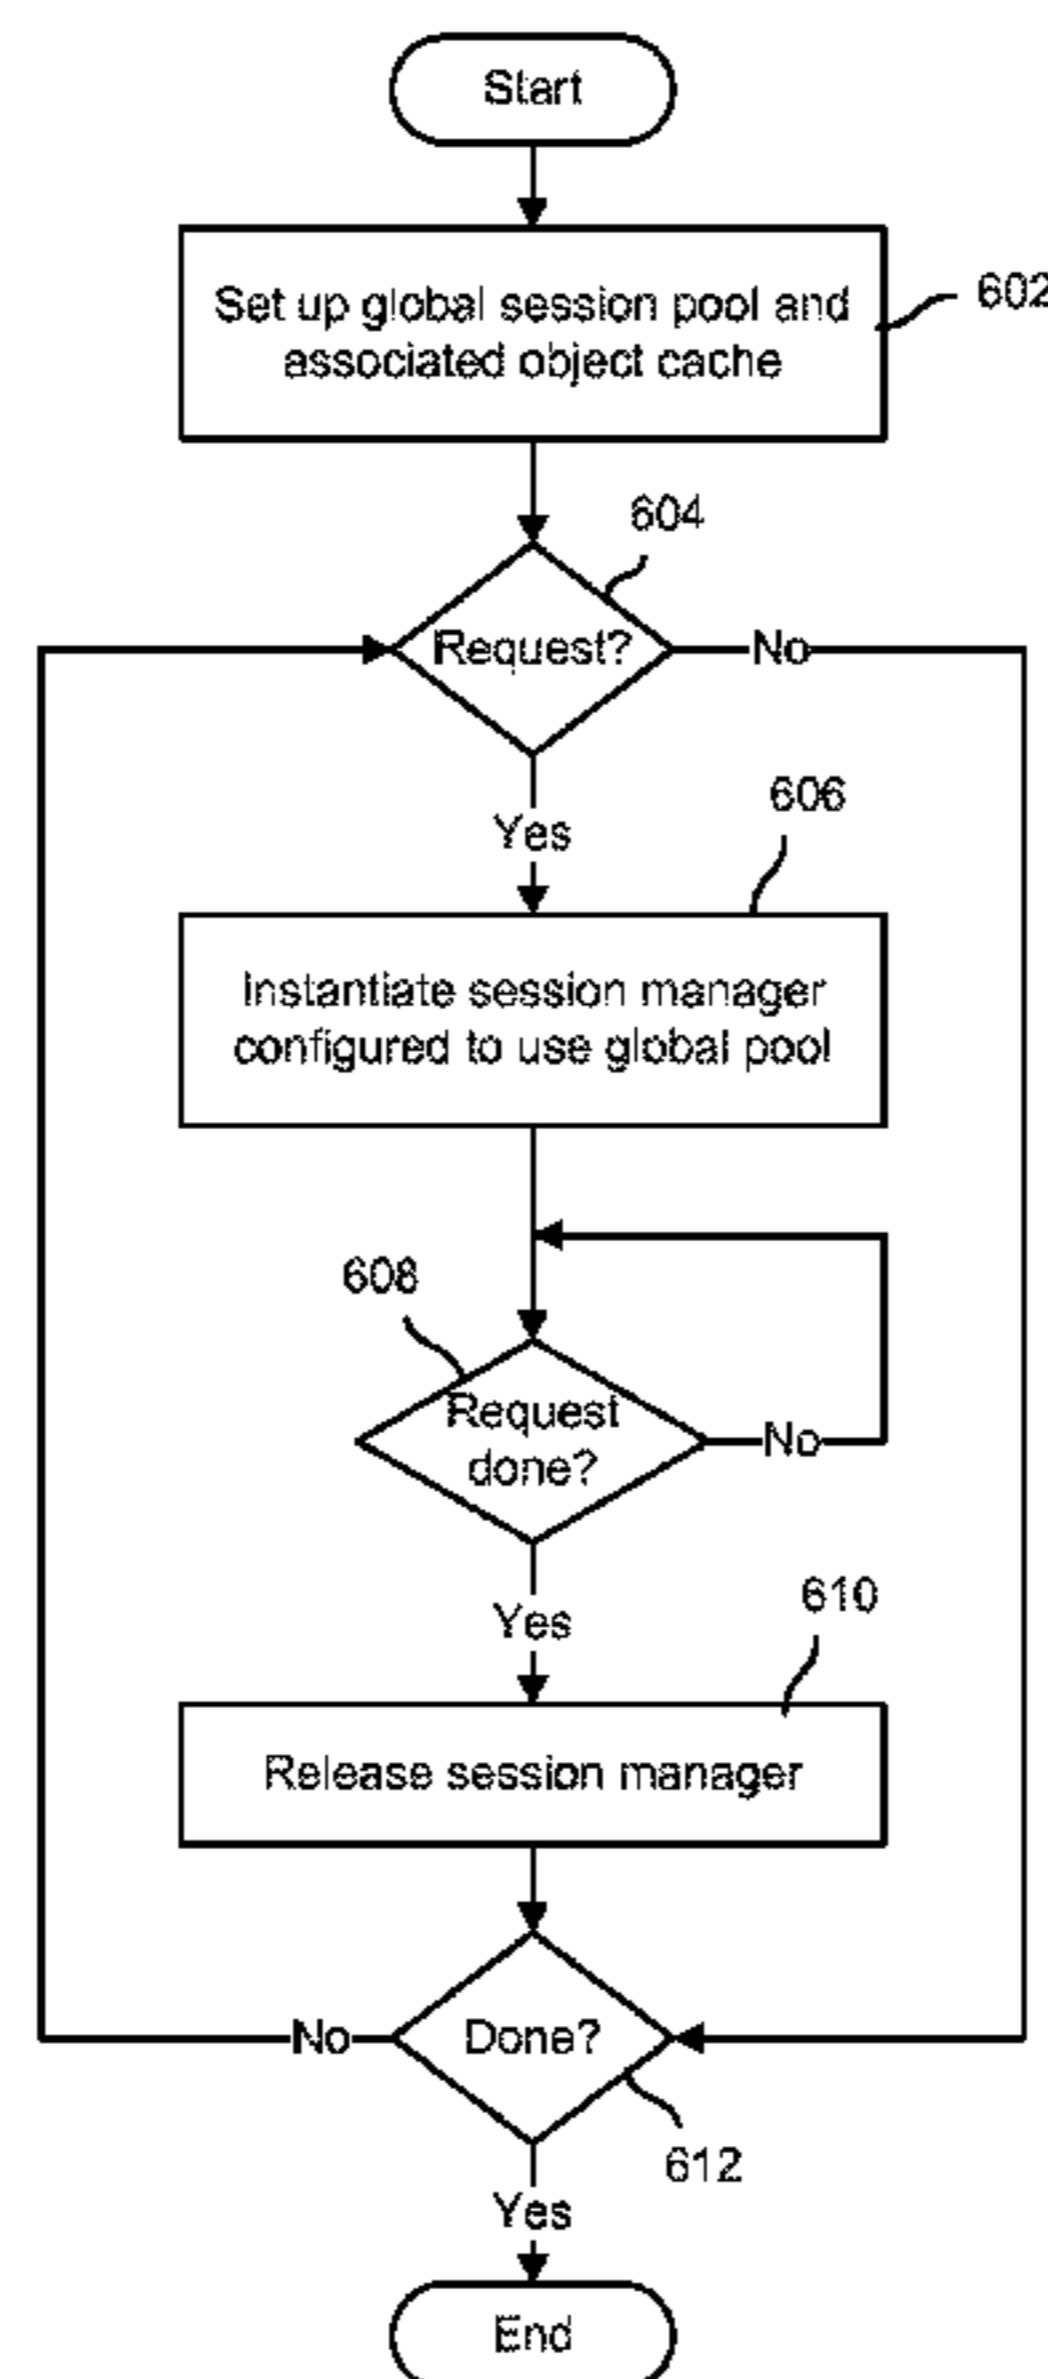 Start
Set up global session pool and
associated object cache
602
604
Request?
No
Yes
606
Instantiate session manager
configured to use global pool
608
Request
done?
No
Yes
610
Release session manager
No
Done?
612
Yes
End